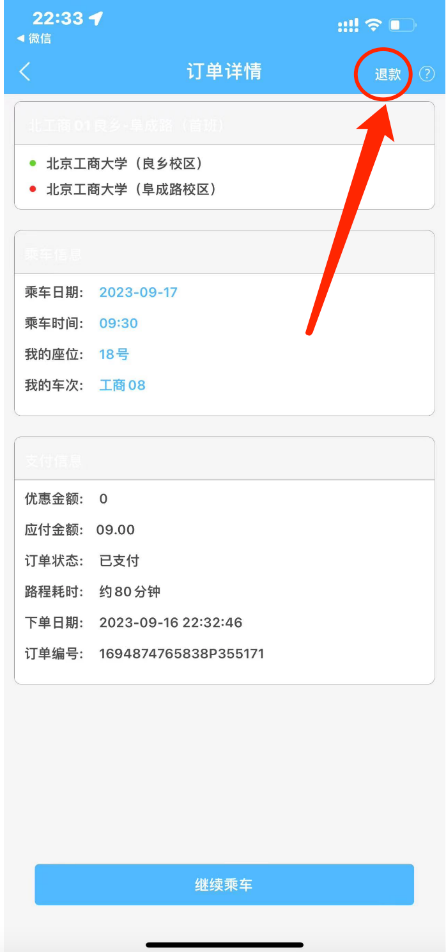 22:33
微信
订单详情
退款
?
北工商D1良乡-阜成路（首班）
北京工商大学（良乡校区）
北京工商大学（阜成路校区）
乘车信息
乘车日期: 2023-09-17
乘车时间: 09:30
我的座位: 18号
我的车次: 工商08
支付信息
优惠金额: 0
应付金额: 09.00
订单状态: 已支付
路程耗时: 约80分钟
下单日期: 2023-09-16 22:32:46
订单编号: 1694874765838P355171
继续乘车